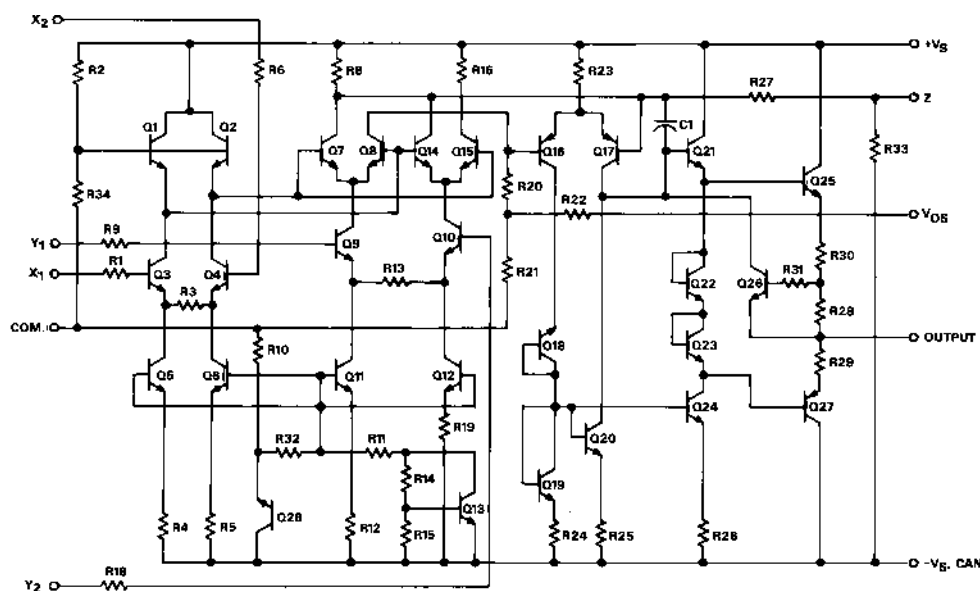 X2
+VS
R2
R6
R8
R16
R23
R27
Z
C1
Q1
Q2
Q7
Q8
Q14
Q15
Q16
Q17
Q21
R33
R34
R20
Q25
R22
VOS
Y1
R9
Q9
Q10
X1
R1
Q3
Q4
R13
R21
Q22
Q26
R31
R30
R3
R28
COM.
OUTPUT
R10
Q18
Q23
R29
Q5
Q6
Q11
Q12
Q24
Q27
R19
Q20
R32
R11
R14
Q19
Q28
Q13
R4
R5
R12
R15
R24
R25
R26
-VS, CAN
Y2
R18